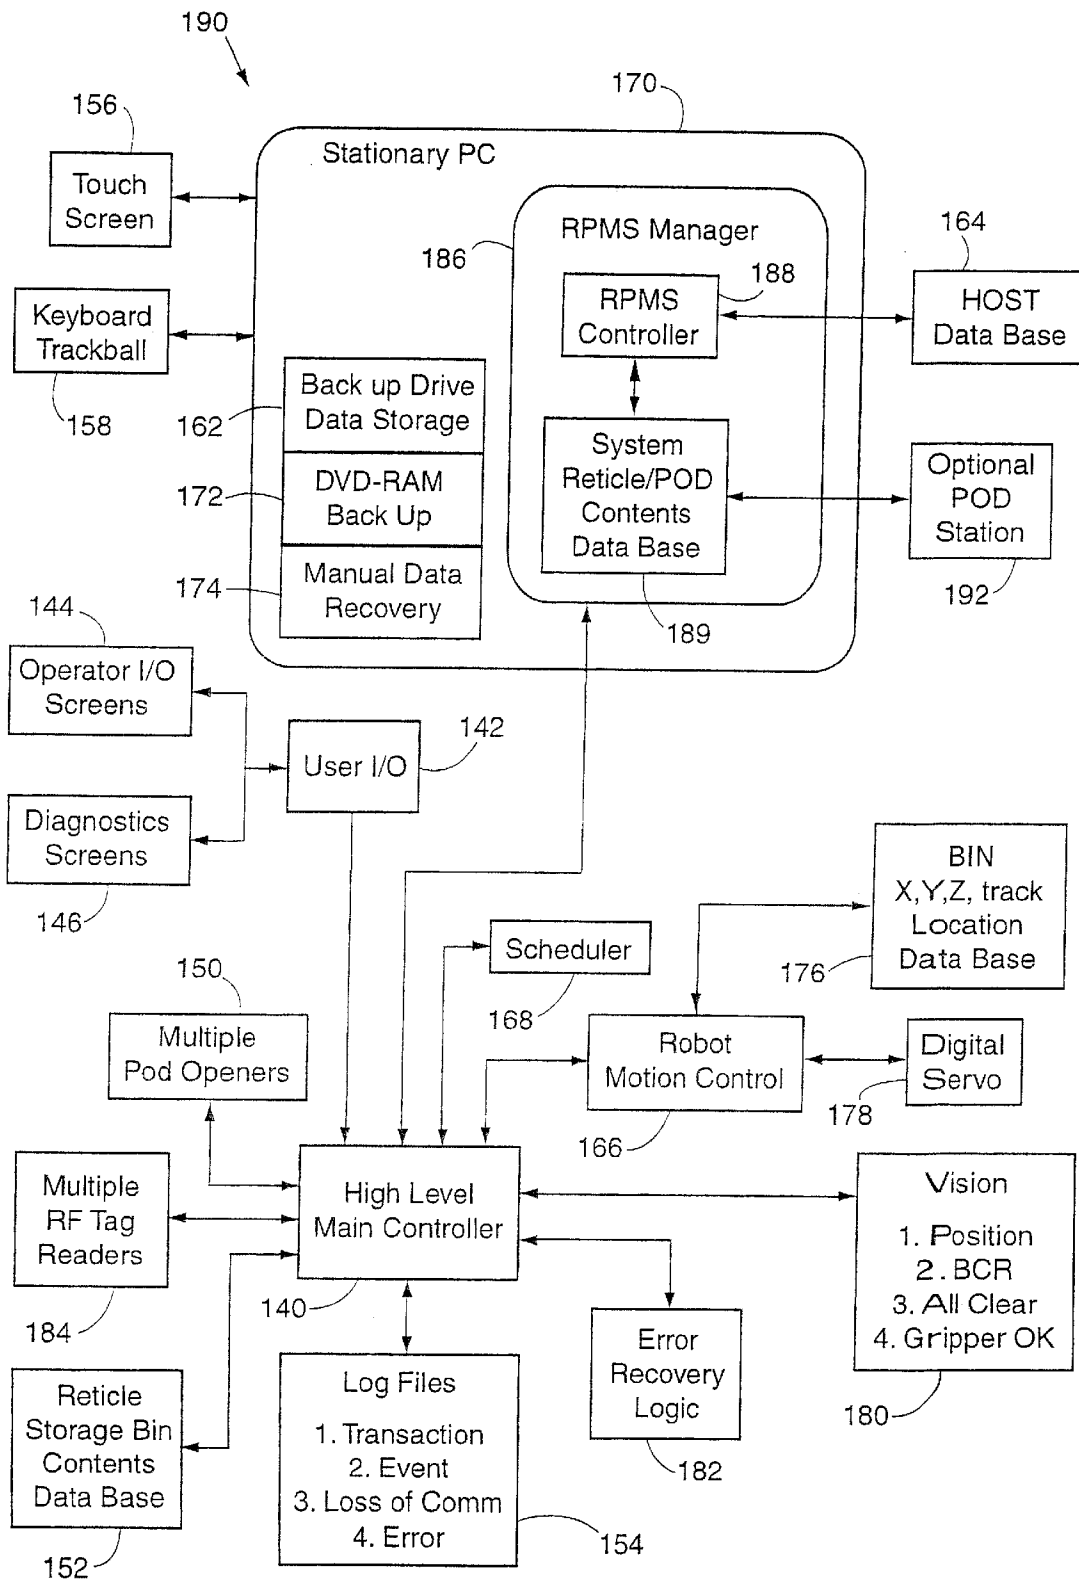 190
156
170
Stationary PC
Touch
Screen
186
RPMS Manager
164
188
RPMS
Controller
HOST
Data Base
Keyboard
Trackball
158
162
Back up Drive
Data Storage
172
DVD-RAM
Back Up
174
Manual Data
Recovery
System
Reticle/POD
Contents
Data Base
189
Optional
POD
Station
192
144
Operator I/O
Screens
142
User I/O
Diagnostics
Screens
146
BIN
X,Y,Z, track
Location
Data Base
176
Scheduler
168
150
Multiple
Pod Openers
Robot
Motion Control
166
Digital
Servo
178
Multiple
RF Tag
Readers
184
High Level
Main Controller
140
Vision
1. Position
2. BCR
3. All Clear
4. Gripper OK
180
Error
Recovery
Logic
182
Reticle
Storage Bin
Contents
Data Base
152
Log Files
1. Transaction
2. Event
3. Loss of Comm
4. Error
154